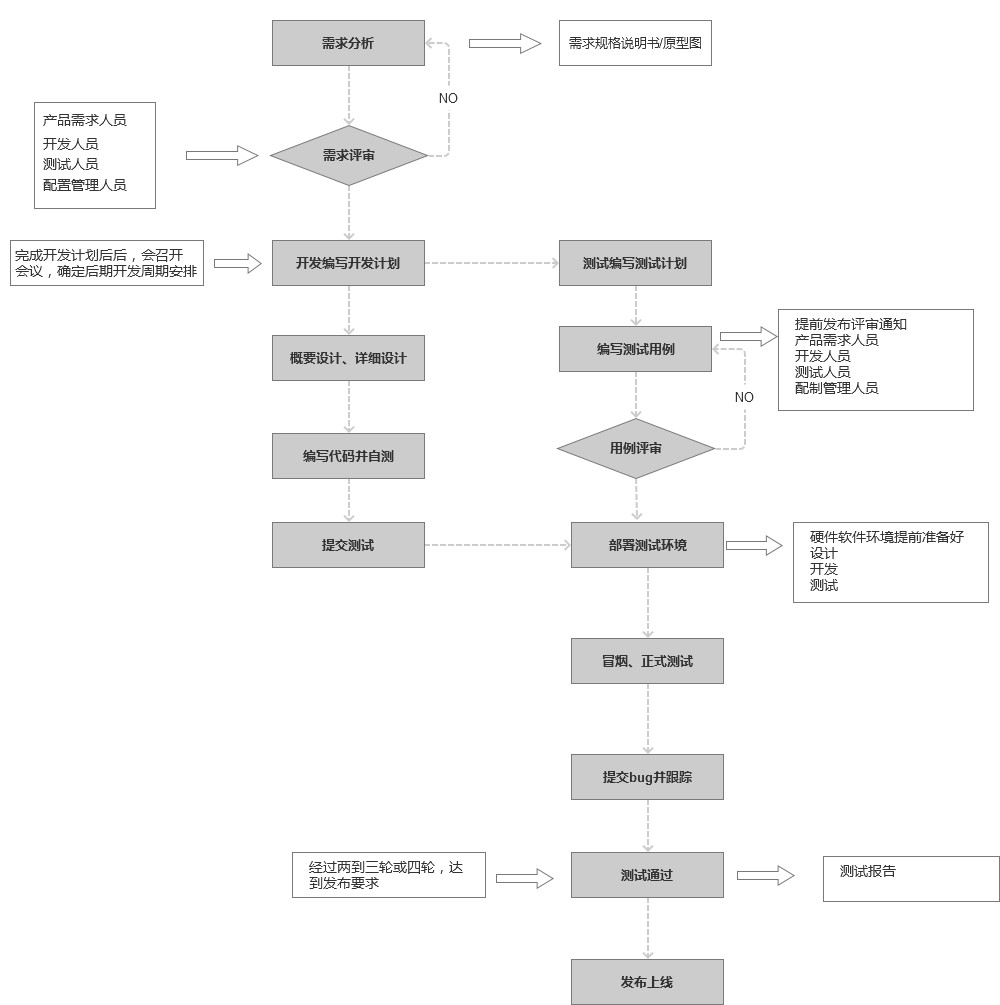 需求分析
需求规格说明书/原型图
NO
产品需求人员
开发人员
测试人员
配置管理人员
需求评审
完成开发计划后后，会召开
会议，确定后期开发周期安排
开发编写开发计划
测试编写测试计划
概要设计、详细设计
编写测试用例
提前发布评审通知
产品需求人员
开发人员
测试人员
配制管理人员
NO
编写代码并自测
用例评审
提交测试
部署测试环境
硬件软件环境提前准备好
设计
开发
测试
冒烟、正式测试
提交bug并跟踪
经过两到三轮或四轮，达
到发布要求
测试通过
测试报告
发布上线